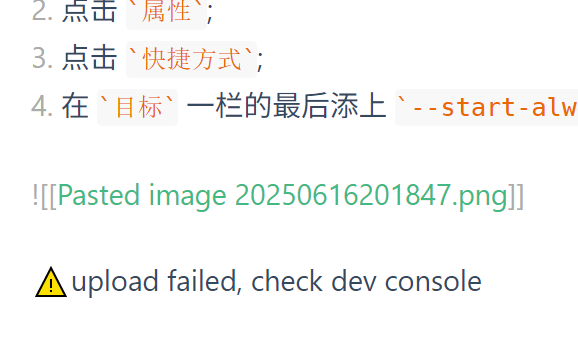 2. 点击 `属性`;
3. 点击 `快捷方式`;
4. 在 `目标` 一栏的最后添上 `--start-alw
![[Pasted image 20250616201847.png]]
⚠upload failed, check dev console